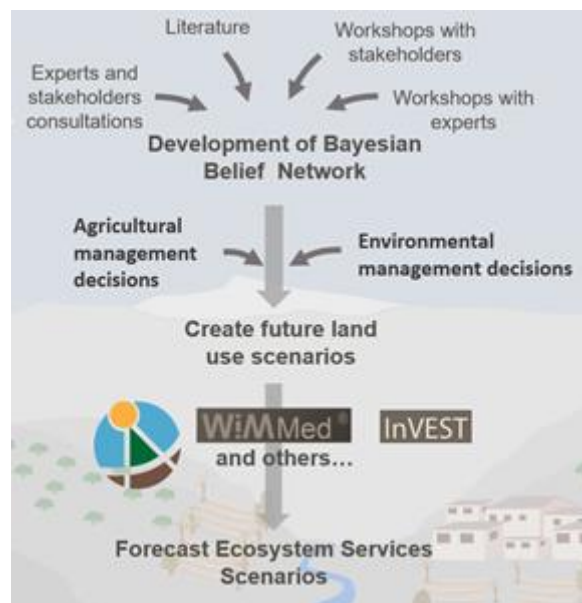 Literature
Workshops with
stakeholders
Experts and
stakeholders
consultations
Workshops with
experts
Development of Bayesian
Belief Network
Agricultural
management
decisions
Environmental
management decisions
Create future land
use scenarios
WiMMed®
InVEST
and others...
Forecast Ecosystem Services
Scenarios